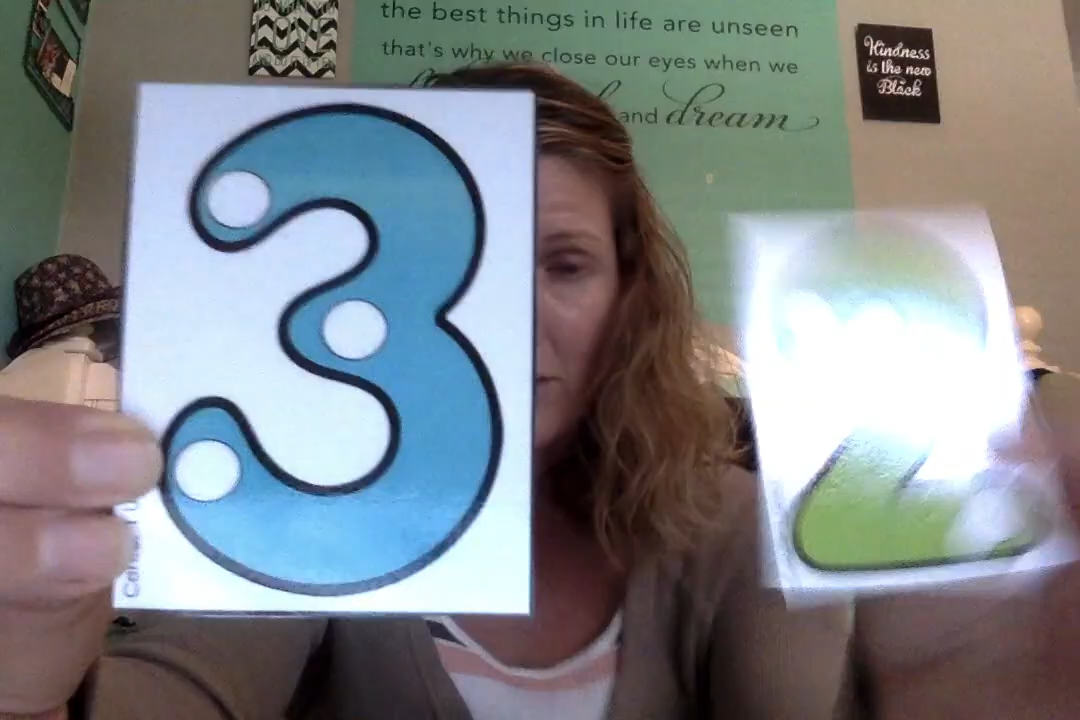 the best things in life are unseen
that's why we close our eyes when we
and dream
Kindness
is the new
Black
3
2